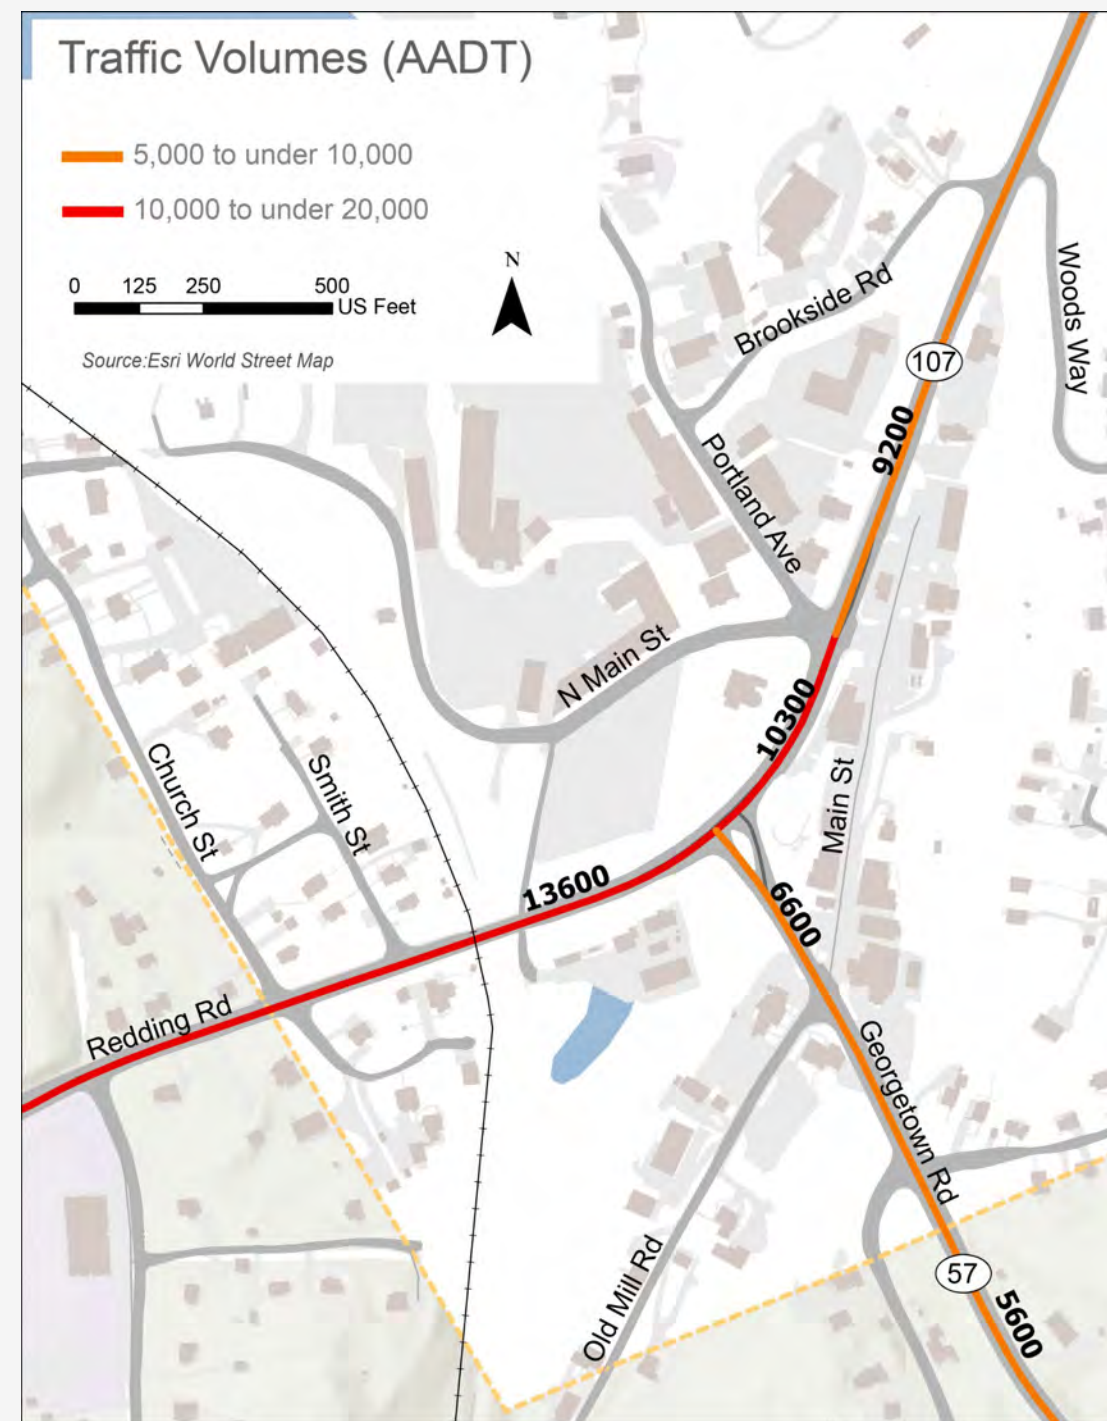 Traffic Volumes (AADT)
5,000 to under 10,000
10,000 to under 20,000
0 125 250 500
US Feet
N
Source:Esri World Street Map
Woods Way
Brookside Rd
107
9200
Portland Ave
N Main St
10300
Main St
Church St
Smith St
13600
6600
Redding Rd
Georgetown Rd
Old Mill Rd
57
5600